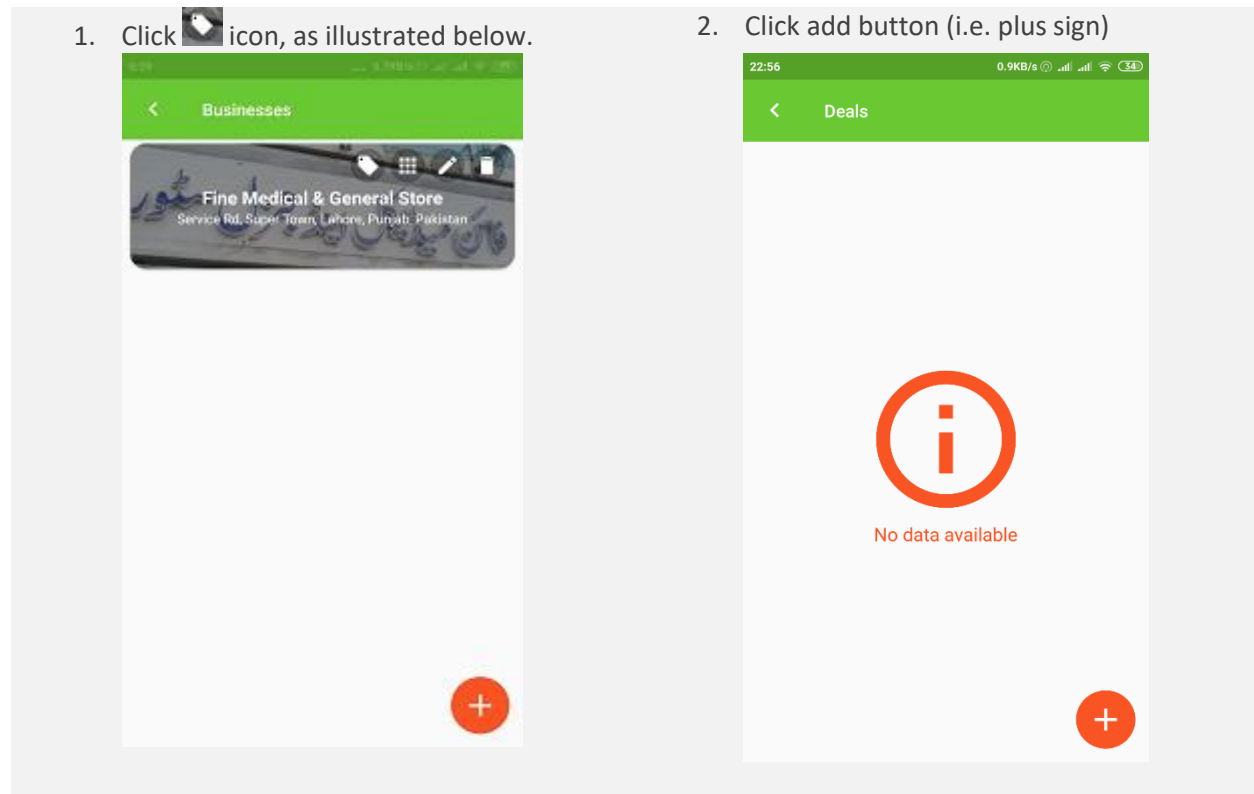 1. Click icon, as illustrated below.
Businesses
Fine Medical & General Store
Service Rd, Super Town, Lahore, Punjab, Pakistan
2. Click add button (i.e. plus sign)
22:56 0.9KB/s 34
Deals
No data available